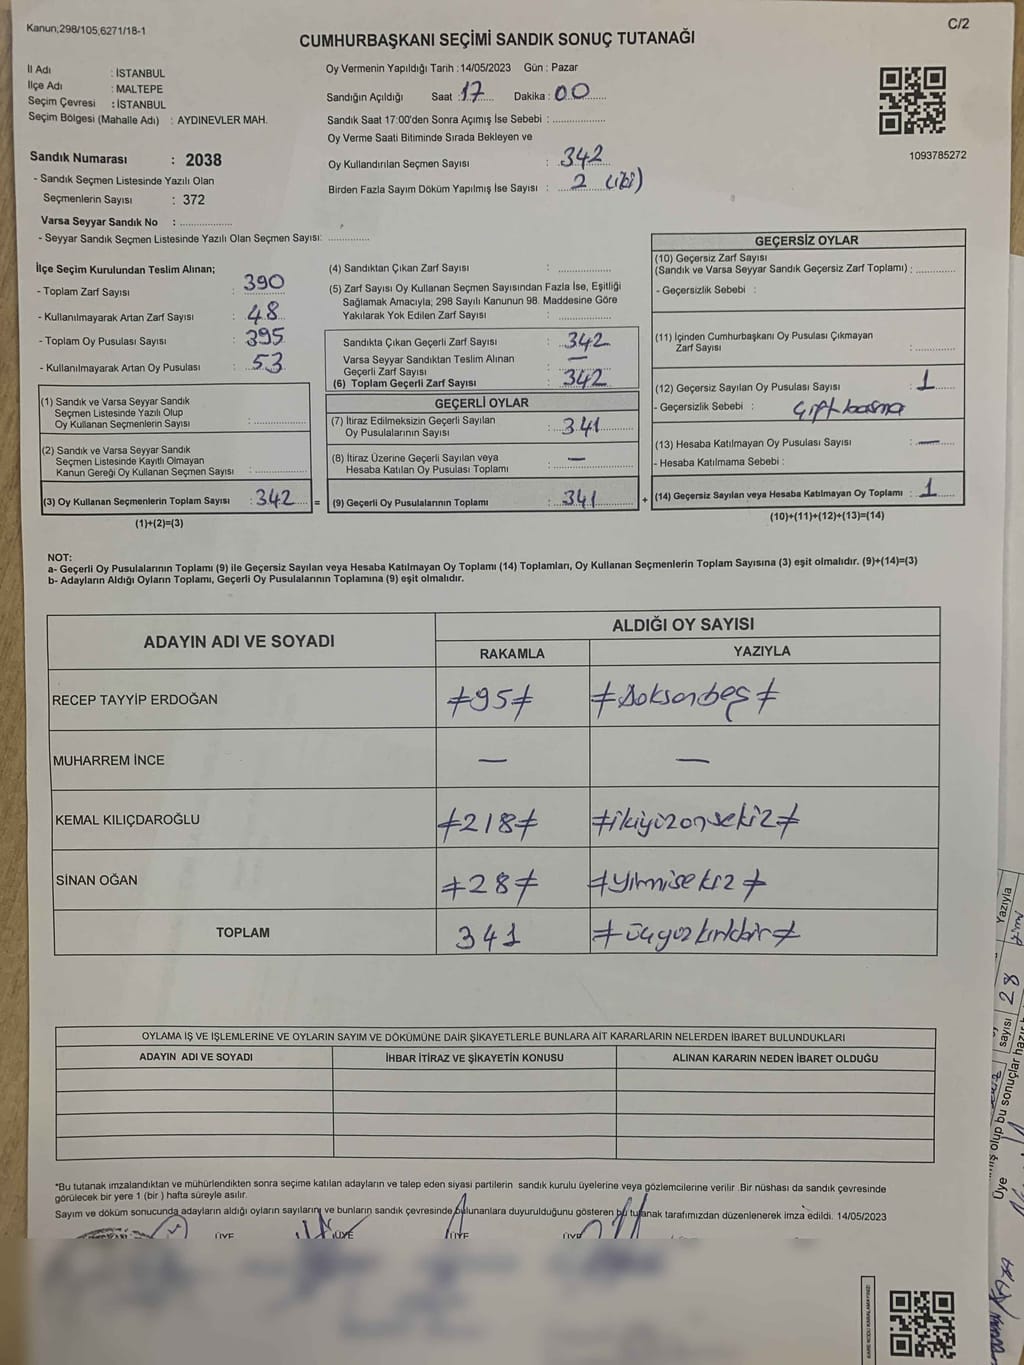 Kanun,298/105,6271/18-1
C/2
CUMHURBAŞKANI SEÇİMİ SANDIK SONUÇ TUTANAĞI
İl Adı : İSTANBUL
İlçe Adı : MALTEPE
Seçim Çevresi : İSTANBUL
Seçim Bölgesi (Mahalle Adı) : AYDINEVLER MAH.
Sandık Numarası : 2038
- Sandık Seçmen Listesinde Yazılı Olan
Seçmenlerin Sayısı : 372
Varsa Seyyar Sandık No : ....................
- Seyyar Sandık Seçmen Listesinde Yazılı Olan Seçmen Sayısı: ..............
Oy Vermenin Yapıldığı Tarih : 14/05/2023 Gün : Pazar
Sandığın Açıldığı Saat : 17 Dakika : 00
Sandık Saat 17:00'den Sonra Açımış İse Sebebi : ..................
Oy Verme Saati Bitiminde Sırada Bekleyen ve
Oy Kullandırılan Seçmen Sayısı : 342
Birden Fazla Sayım Döküm Yapılmış İse Sayısı : 2 (iki)
1093785272
İlçe Seçim Kurulundan Teslim Alınan;
- Toplam Zarf Sayısı : 390
- Kullanılmayarak Artan Zarf Sayısı : 48
- Toplam Oy Pusulası Sayısı : 395
- Kullanılmayarak Artan Oy Pusulası : 53
(1) Sandık ve Varsa Seyyar Sandık
Seçmen Listesinde Yazılı Olup
Oy Kullanan Seçmenlerin Sayısı : ..................
(2) Sandık ve Varsa Seyyar Sandık
Seçmen Listesinde Kayıtlı Olmayan
Kanun Gereği Oy Kullanan Seçmen Sayısı : ..................
(3) Oy Kullanan Seçmenlerin Toplam Sayısı : 342 =
(1)+(2)=(3)
(4) Sandıktan Çıkan Zarf Sayısı : ..................
(5) Zarf Sayısı Oy Kullanan Seçmen Sayısından Fazla İse, Eşitliği
Sağlamak Amacıyla; 298 Sayılı Kanunun 98. Maddesine Göre
Yakılarak Yok Edilen Zarf Sayısı : ..................
Sandıkta Çıkan Geçerli Zarf Sayısı : 342
Varsa Seyyar Sandıktan Teslim Alınan
Geçerli Zarf Sayısı : —
(6) Toplam Geçerli Zarf Sayısı : 342
GEÇERLİ OYLAR
(7) İtiraz Edilmeksizin Geçerli Sayılan
Oy Pusulalarının Sayısı : 341
(8) İtiraz Üzerine Geçerli Sayılan veya
Hesaba Katılan Oy Pusulası Toplamı : —
(9) Geçerli Oy Pusulalarının Toplamı : 341 +
GEÇERSİZ OYLAR
(10) Geçersiz Zarf Sayısı
(Sandık ve Varsa Seyyar Sandık Geçersiz Zarf Toplamı) : .............
- Geçersizlik Sebebi :
(11) İçinden Cumhurbaşkanı Oy Pusulası Çıkmayan
Zarf Sayısı : .............
(12) Geçersiz Sayılan Oy Pusulası Sayısı : 1
- Geçersizlik Sebebi : Çift basma
(13) Hesaba Katılmayan Oy Pusulası Sayısı : —
- Hesaba Katılmama Sebebi :
(14) Geçersiz Sayılan veya Hesaba Katılmayan Oy Toplamı : 1
(10)+(11)+(12)+(13)=(14)
NOT:
a- Geçerli Oy Pusulalarının Toplamı (9) ile Geçersiz Sayılan veya Hesaba Katılmayan Oy Toplamı (14) Toplamları, Oy Kullanan Seçmenlerin Toplam Sayısına (3) eşit olmalıdır. (9)+(14)=(3)
b- Adayların Aldığı Oyların Toplamı, Geçerli Oy Pusulalarının Toplamına (9) eşit olmalıdır.
ADAYIN ADI VE SOYADI ALDIĞI OY SAYISI
RAKAMLA YAZIYLA
RECEP TAYYİP ERDOĞAN ≠95≠ ≠Doksanbeş≠
MUHARREM İNCE — —
KEMAL KILIÇDAROĞLU ≠218≠ ≠ikiyüzonsekiz≠
SİNAN OĞAN ≠28≠ ≠Yirmisekiz≠
TOPLAM 341 ≠üçyüzkırkbir≠
OYLAMA İŞ VE İŞLEMLERİNE VE OYLARIN SAYIM VE DÖKÜMÜNE DAİR ŞİKAYETLERLE BUNLARA AİT KARARLARIN NELERDEN İBARET BULUNDUKLARI
ADAYIN ADI VE SOYADI İHBAR İTİRAZ VE ŞİKAYETİN KONUSU ALINAN KARARIN NEDEN İBARET OLDUĞU
*Bu tutanak imzalandıktan ve mühürlendikten sonra seçime katılan adayların ve talep eden siyasi partilerin sandık kurulu üyelerine veya gözlemcilerine verilir .Bir nüshası da sandık çevresinde
görülecek bir yere 1 (bir ) hafta süreyle asılır.
Sayım ve döküm sonucunda adayların aldığı oyların sayılarını ve bunların sandık çevresinde bulunanlara duyurulduğunu gösteren bu tutanak tarafımızdan düzenlenerek imza edildi. 14/05/2023
ÜYE ÜYE ÜYE ÜYE
Yazıyla
sayısı 28
olup bu sonuçlar
Üye